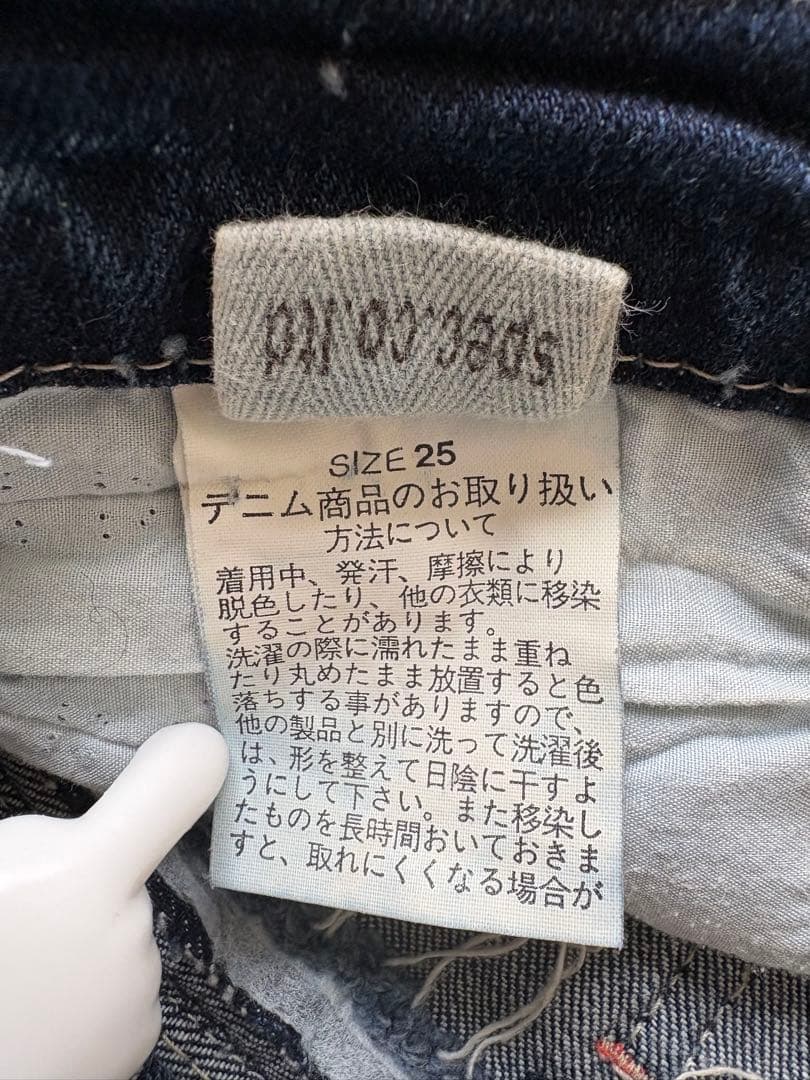 spec.co.ltd
SIZE 25
デニム商品のお取り扱い
方法について
着用中、発汗、摩擦により
脱色したり、他の衣類に移染
することがあります。
洗濯の際に濡れたまま重ね
たり丸めたまま放置すると色
落ちする事がありますので、
他の製品と別に洗って洗濯後
は、形を整えて日陰に干すよ
うにして下さい。また移染し
たものを長時間おいておきま
すと、取れにくくなる場合が